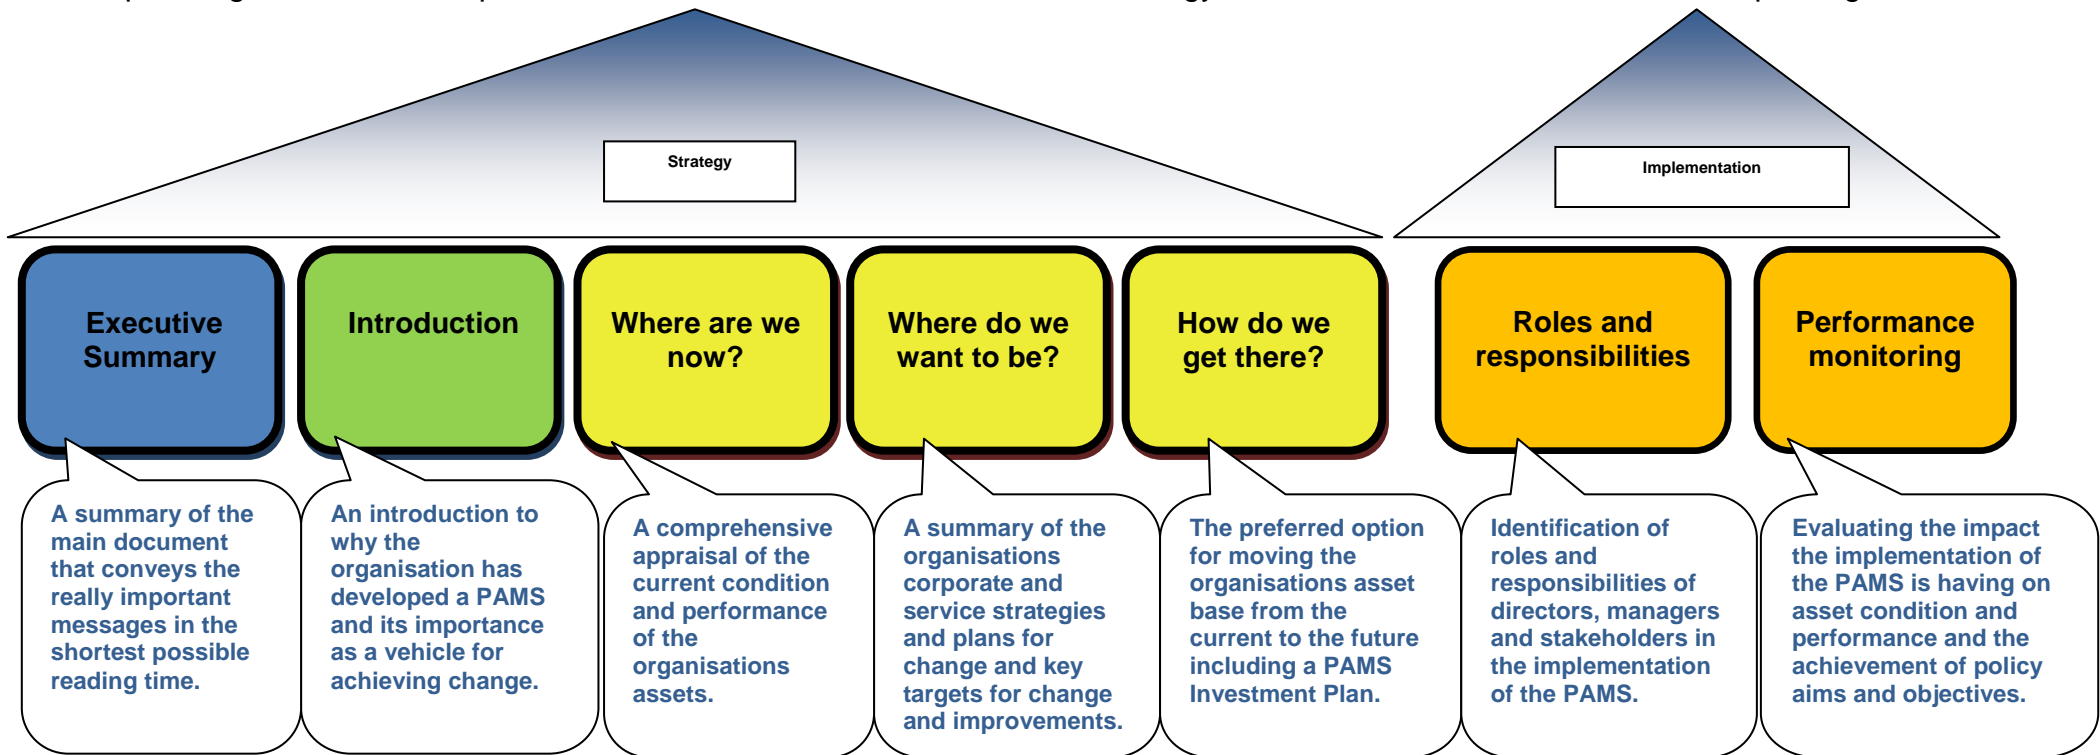 Strategy
Implementation
Executive
Summary
Introduction
Where are we
now?
Where do we
want to be?
How do we
get there?
Roles and
responsibilities
Performance
monitoring
A summary of the
main document
that conveys the
really important
messages in the
shortest possible
reading time.
An introduction to
why the
organisation has
developed a PAMS
and its importance
as a vehicle for
achieving change.
A comprehensive
appraisal of the
current condition
and performance
of the
organisations
assets.
A summary of the
organisations
corporate and
service strategies
and plans for
change and key
targets for change
and improvements.
The preferred option
for moving the
organisations asset
base from the
current to the future
including a PAMS
Investment Plan.
Identification of
roles and
responsibilities of
directors, managers
and stakeholders in
the implementation
of the PAMS.
Evaluating the impact
the implementation of
the PAMS is having on
asset condition and
performance and the
achievement of policy
aims and objectives.